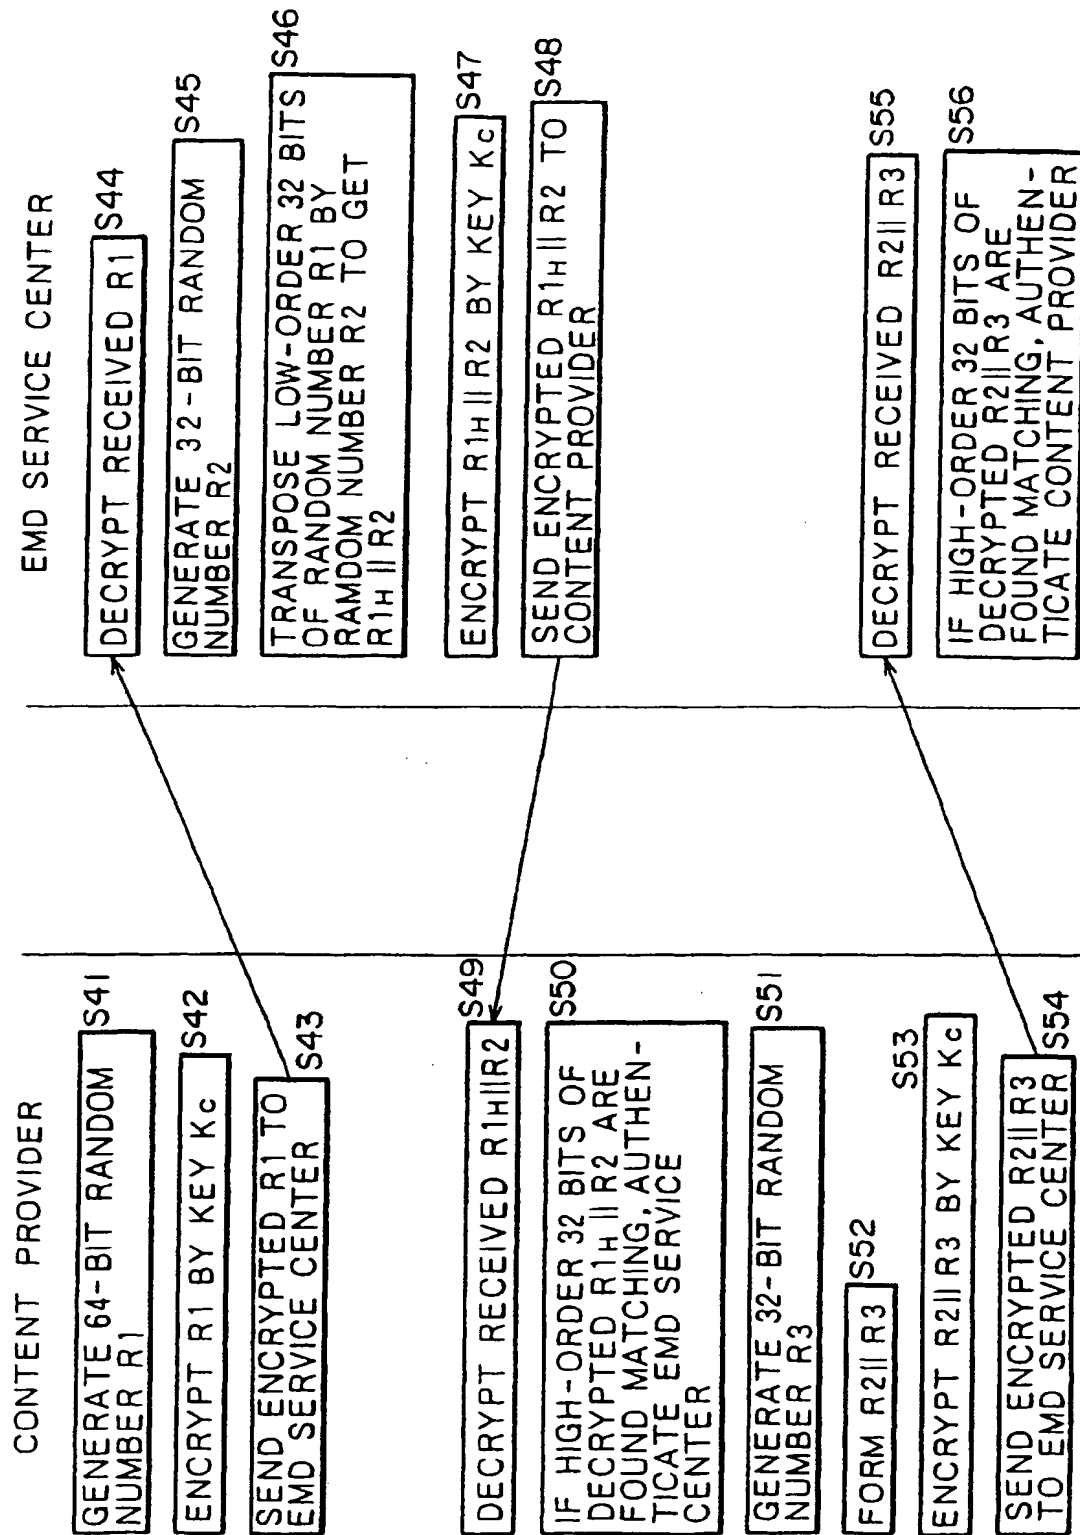 CONTENT PROVIDER
GENERATE 64-BIT RANDOM
NUMBER R1
S41
ENCRYPT R1 BY KEY Kc
S42
SEND ENCRYPTED R1 TO
EMD SERVICE CENTER
S43
DECRYPT RECEIVED R1H||R2
S49
IF HIGH-ORDER 32 BITS OF
DECRYPTED R1H || R2 ARE
FOUND MATCHING, AUTHEN-
TICATE EMD SERVICE
CENTER
S50
GENERATE 32-BIT RANDOM
NUMBER R3
S51
FORM R2|| R3
S52
ENCRYPT R2|| R3 BY KEY Kc
S53
SEND ENCRYPTED R2|| R3
TO EMD SERVICE CENTER
S54
EMD SERVICE CENTER
DECRYPT RECEIVED R1
S44
GENERATE 32-BIT RANDOM
NUMBER R2
S45
TRANSPOSE LOW-ORDER 32 BITS
OF RANDOM NUMBER R1 BY
RAMDOM NUMBER R2 TO GET
R1H || R2
S46
ENCRYPT R1H || R2 BY KEY Kc
S47
SEND ENCRYPTED R1H || R2 TO
CONTENT PROVIDER
S48
DECRYPT RECEIVED R2|| R3
S55
IF HIGH-ORDER 32 BITS OF
DECRYPTED R2|| R3 ARE
FOUND MATCHING, AUTHEN-
TICATE CONTENT PROVIDER
S56